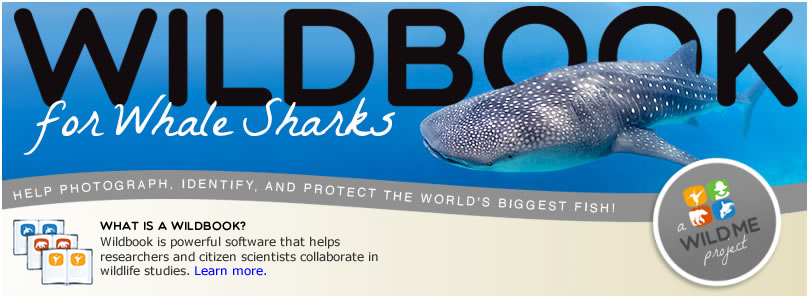 WILDBOOK
for Whale Sharks
HELP PHOTOGRAPH, IDENTIFY, AND PROTECT THE WORLD'S BIGGEST FISH!
WHAT IS A WILDBOOK?
Wildbook is powerful software that helps
researchers and citizen scientists collaborate in
wildlife studies. Learn more.
a
WILD ME
project